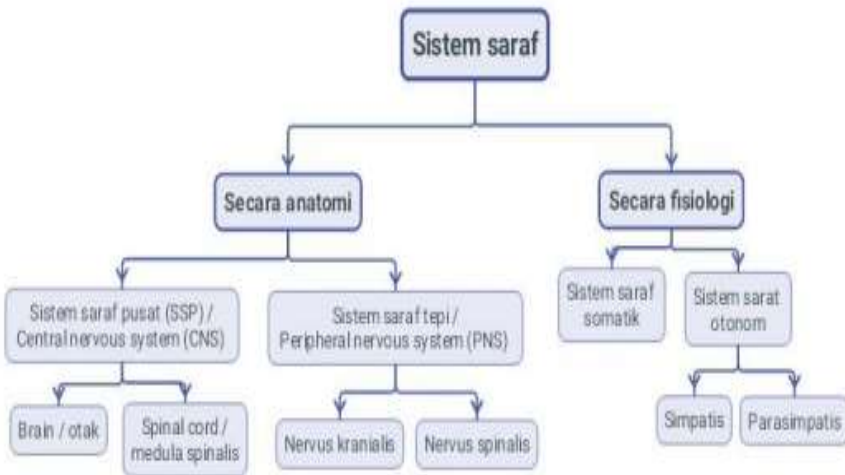 Sistem saraf
Secara anatomi
Secara fisiologi
Sistem saraf pusat (SSP) /
Central nervous system (CNS)
Sistem saraf tepi /
Peripheral nervous system (PNS)
Sistem saraf
somatik
Sistem sarat
otonom
Brain / otak
Spinal cord /
medula spinalis
Nervus kranialis
Nervus spinalis
Simpatis
Parasimpatis